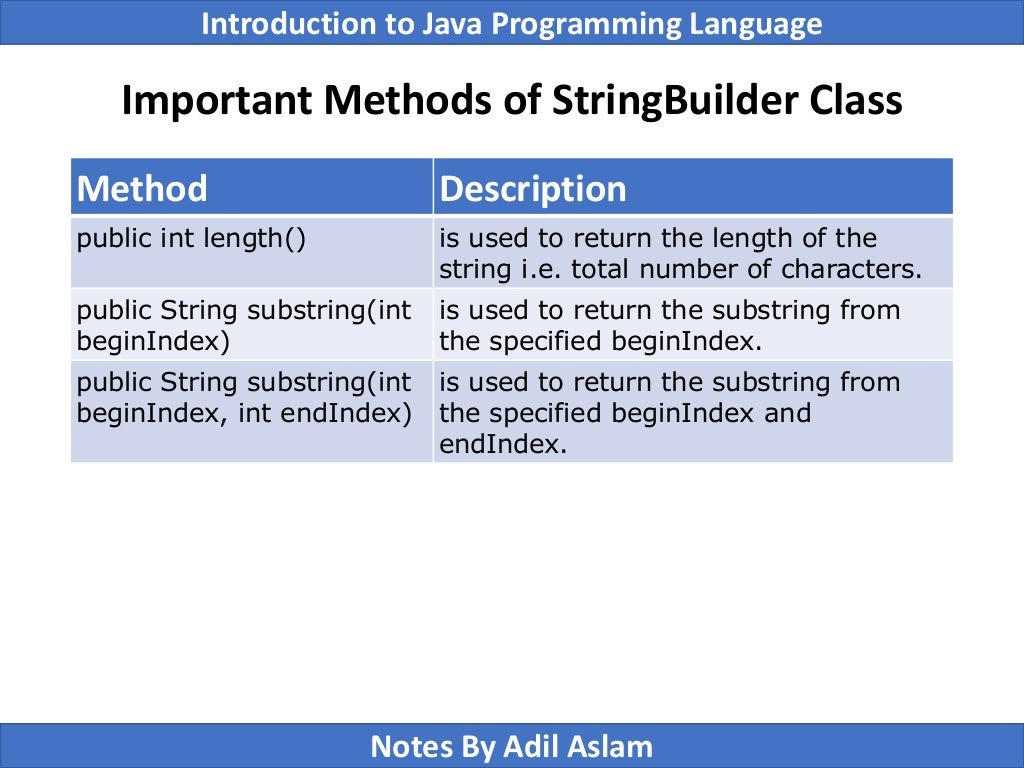 Introduction to Java Programming Language
Important Methods of StringBuilder Class
Method
Description
public int length()
is used to return the length of the
string i.e. total number of characters.
public String substring(int
beginIndex)
is used to return the substring from
the specified beginIndex.
public String substring(int
beginIndex, int endIndex)
is used to return the substring from
the specified beginIndex and
endIndex.
Notes By Adil Aslam